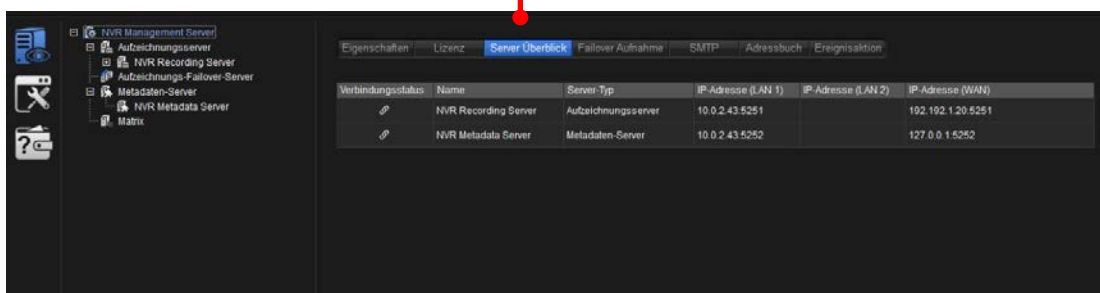 NVR Management Server
Aufzeichnungsserver
NVR Recording Server
Aufzeichnungs-Failover-Server
Metadaten-Server
NVR Metadata Server
Matrix
Eigenschaften Lizenz Server Überblick Failover Aufnahme SMTP Adressbuch Ereignisaktion
Verbindungsstatus Name Server-Typ IP-Adresse (LAN 1) IP-Adresse (LAN 2) IP-Adresse (WAN)
NVR Recording Server Aufzeichnungsserver 10.0.2.43:5251 192.192.1.20:5251
NVR Metadata Server Metadaten-Server 10.0.2.43:5252 127.0.0.1:5252